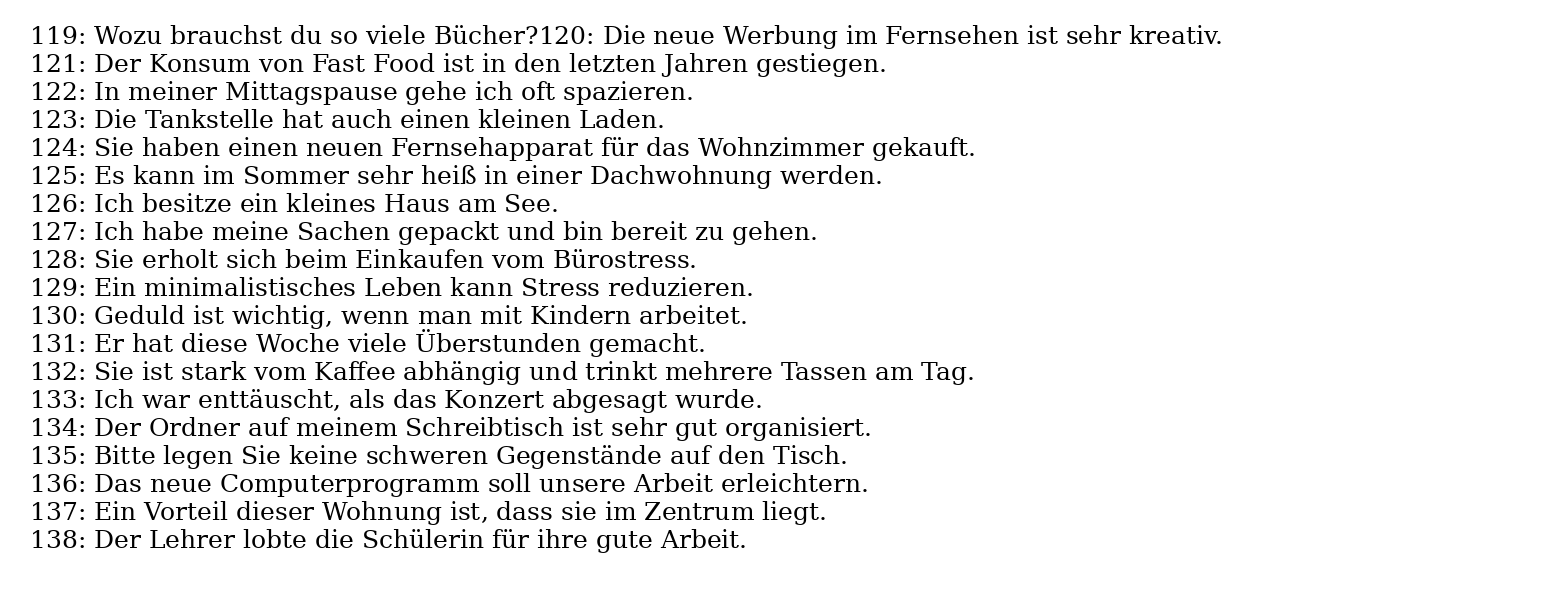 119: Wozu brauchst du so viele Bücher?120: Die neue Werbung im Fernsehen ist sehr kreativ.
121: Der Konsum von Fast Food ist in den letzten Jahren gestiegen.
122: In meiner Mittagspause gehe ich oft spazieren.
123: Die Tankstelle hat auch einen kleinen Laden.
124: Sie haben einen neuen Fernsehapparat für das Wohnzimmer gekauft.
125: Es kann im Sommer sehr heiß in einer Dachwohnung werden.
126: Ich besitze ein kleines Haus am See.
127: Ich habe meine Sachen gepackt und bin bereit zu gehen.
128: Sie erholt sich beim Einkaufen vom Bürostress.
129: Ein minimalistisches Leben kann Stress reduzieren.
130: Geduld ist wichtig, wenn man mit Kindern arbeitet.
131: Er hat diese Woche viele Überstunden gemacht.
132: Sie ist stark vom Kaffee abhängig und trinkt mehrere Tassen am Tag.
133: Ich war enttäuscht, als das Konzert abgesagt wurde.
134: Der Ordner auf meinem Schreibtisch ist sehr gut organisiert.
135: Bitte legen Sie keine schweren Gegenstände auf den Tisch.
136: Das neue Computerprogramm soll unsere Arbeit erleichtern.
137: Ein Vorteil dieser Wohnung ist, dass sie im Zentrum liegt.
138: Der Lehrer lobte die Schülerin für ihre gute Arbeit.